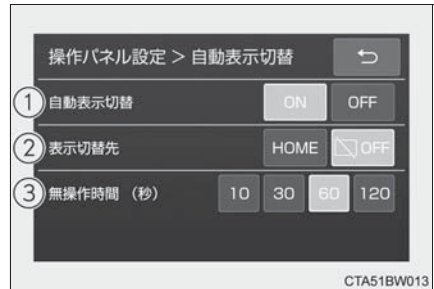 操作パネル設定 > 自動表示切替
① 自動表示切替 ON OFF
② 表示切替先 HOME OFF
③ 無操作時間 (秒) 10 30 60 120
CTA51BW013